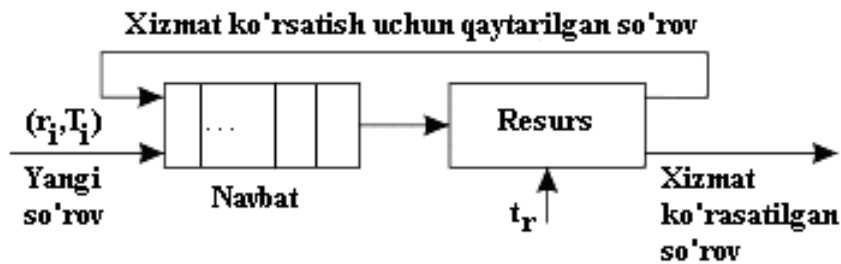 Xizmat ko'rsatish uchun qaytarilgan so'rov
(ri,Ti)
...
Resurs
Yangi
so'rov
Navbat
tr
Xizmat
ko'rasatilgan
so'rov